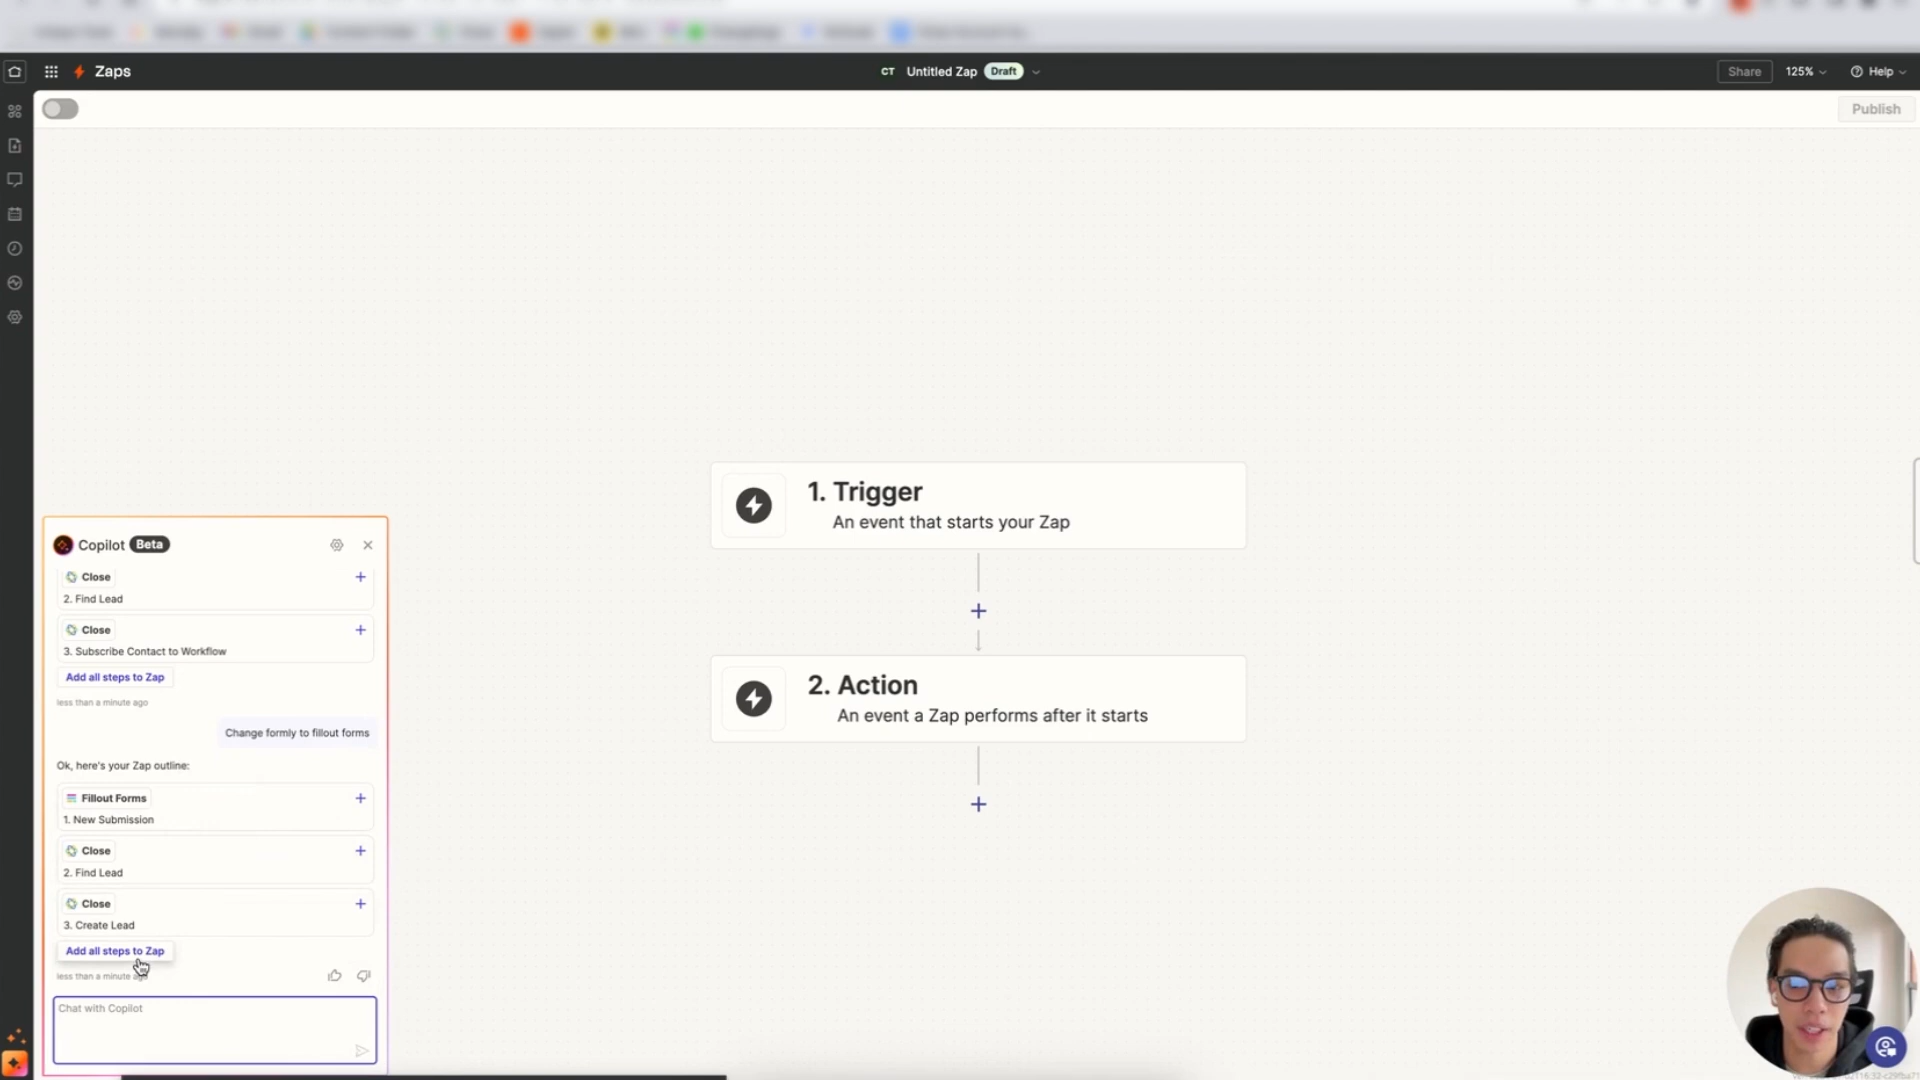 Zaps
CT Untitled Zap Draft
Share
125%
Help
Publish
1. Trigger
An event that starts your Zap
2. Action
An event a Zap performs after it starts
Copilot Beta
Close
2. Find Lead
Close
3. Subscribe Contact to Workflow
Add all steps to Zap
less than a minute ago
Change formly to fillout forms
Ok, here's your Zap outline:
Fillout Forms
1. New Submission
Close
2. Find Lead
Close
3. Create Lead
Add all steps to Zap
less than a minute ago
Chat with Copilot